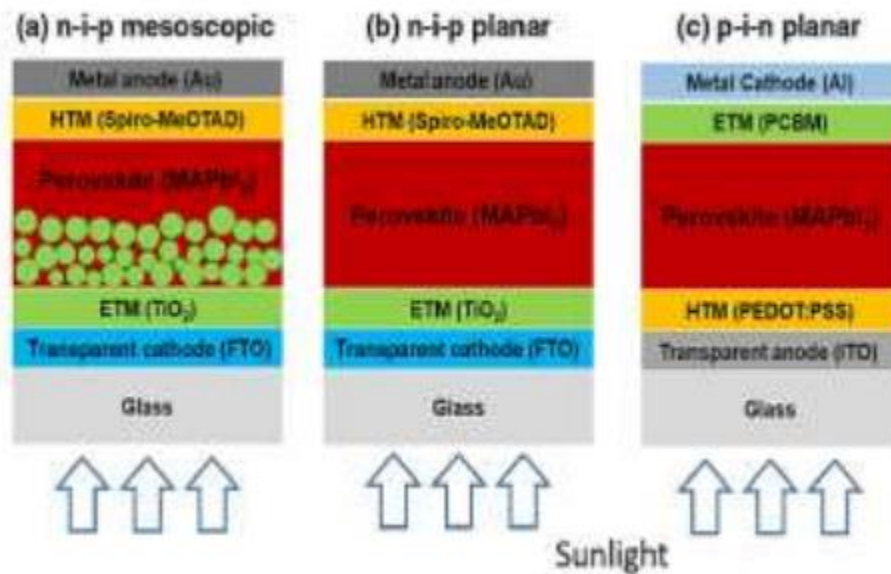 (a) n-i-p mesoscopic
Metal anode (Au)
HTM (Spiro-MeOTAD)
Perovskite (MAPbI₃)
ETM (TiO₂)
Transparent cathode (FTO)
Glass
(b) n-i-p planar
Metal anode (Au)
HTM (Spiro-MeOTAD)
Perovskite (MAPbI₃)
ETM (TiO₂)
Transparent cathode (FTO)
Glass
(c) p-i-n planar
Metal Cathode (Al)
ETM (PCBM)
Perovskite (MAPbI₃)
HTM (PEDOT:PSS)
Transparent anode (ITO)
Glass
Sunlight